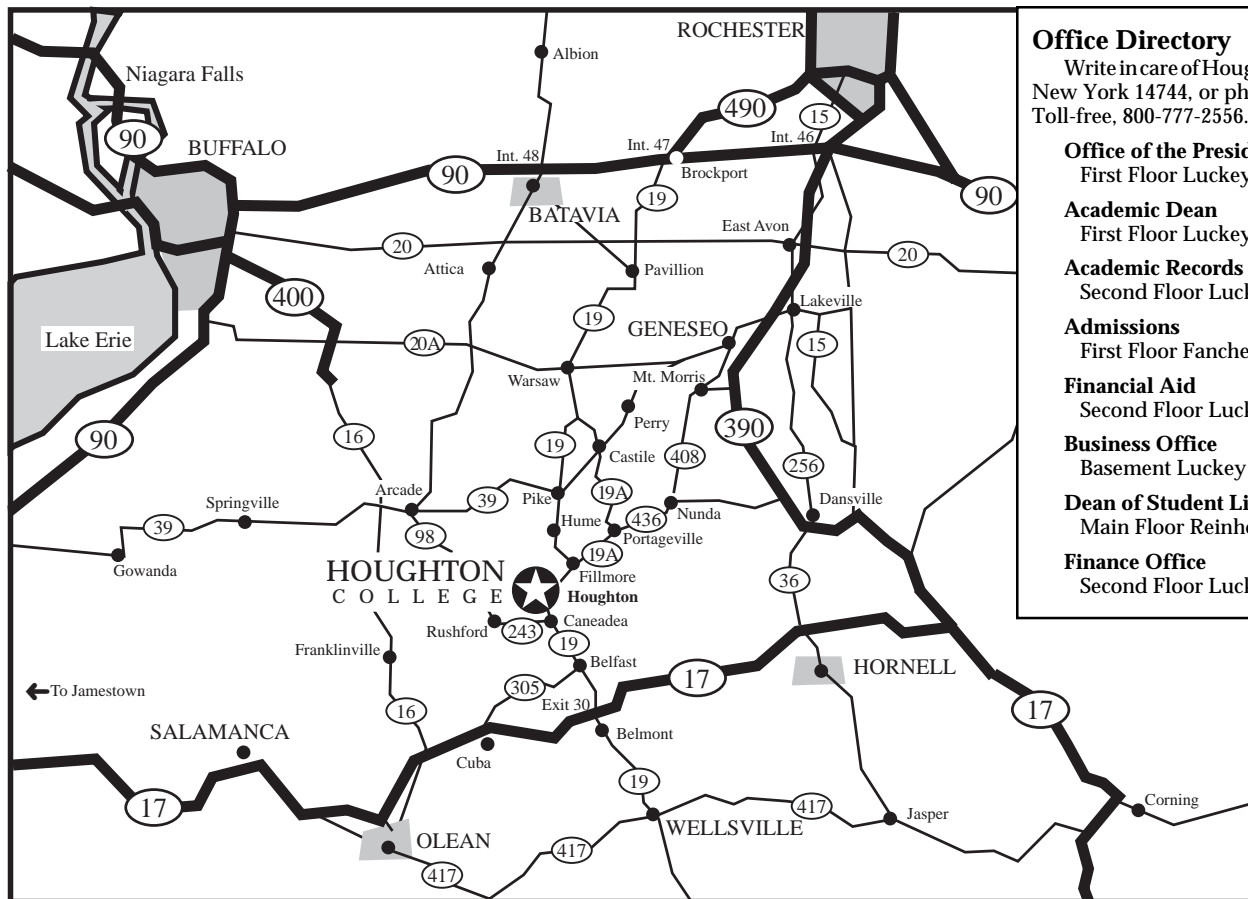 ROCHESTER
Albion
Niagara Falls
490
15
90
BUFFALO
Int. 48
Int. 47
Int. 46
90
Brockport
90
BATAVIA
19
East Avon
20
20
Attica
Pavillion
400
Lakeville
19
GENESEO
Lake Erie
20A
15
Warsaw
Mt. Morris
Perry
390
90
16
19
Castile
408
256
Arcade
39
Pike
19A
Dansville
Springville
Nunda
39
98
Hume
436
Portageville
Gowanda
19A
HOUGHTON
COLLEGE
Fillmore
Houghton
36
Rushford
243
Caneadea
19
Franklinville
Belfast
HORNELL
To Jamestown
305
17
Exit 30
16
17
SALAMANCA
Belmont
Cuba
19
17
417
Corning
Jasper
WELLSVILLE
OLEAN
417
417
Office Directory
Write in care of Houg
New York 14744, or ph
Toll-free, 800-777-2556.
Office of the Presid
First Floor Luckey
Academic Dean
First Floor Luckey
Academic Records
Second Floor Luck
Admissions
First Floor Fanche
Financial Aid
Second Floor Luck
Business Office
Basement Luckey
Dean of Student Li
Main Floor Reinho
Finance Office
Second Floor Luck